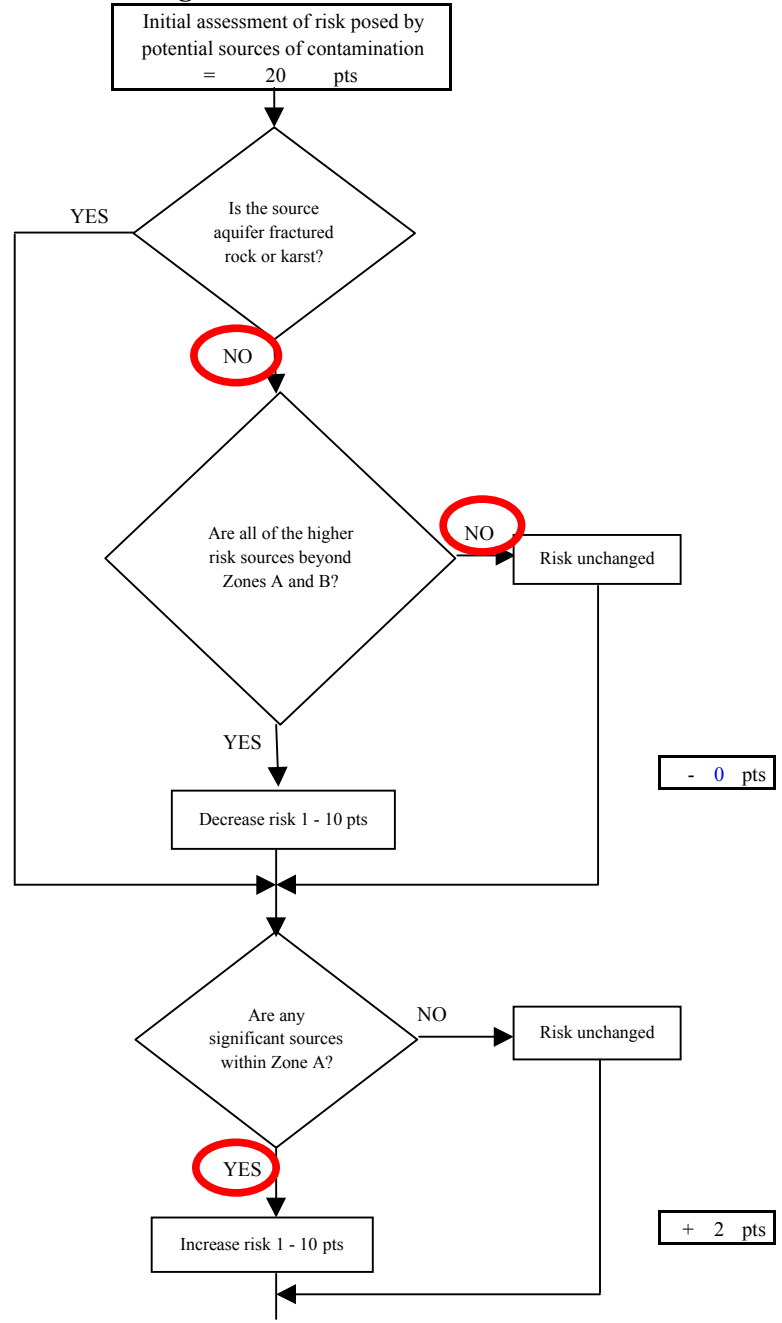 Initial assessment of risk posed by
potential sources of contamination
= 20 pts
YES
Is the source
aquifer fractured
rock or karst?
NO
Are all of the higher
risk sources beyond
Zones A and B?
NO
Risk unchanged
YES
- 0 pts
Decrease risk 1 - 10 pts
Are any
significant sources
within Zone A?
NO
Risk unchanged
YES
+ 2 pts
Increase risk 1 - 10 pts